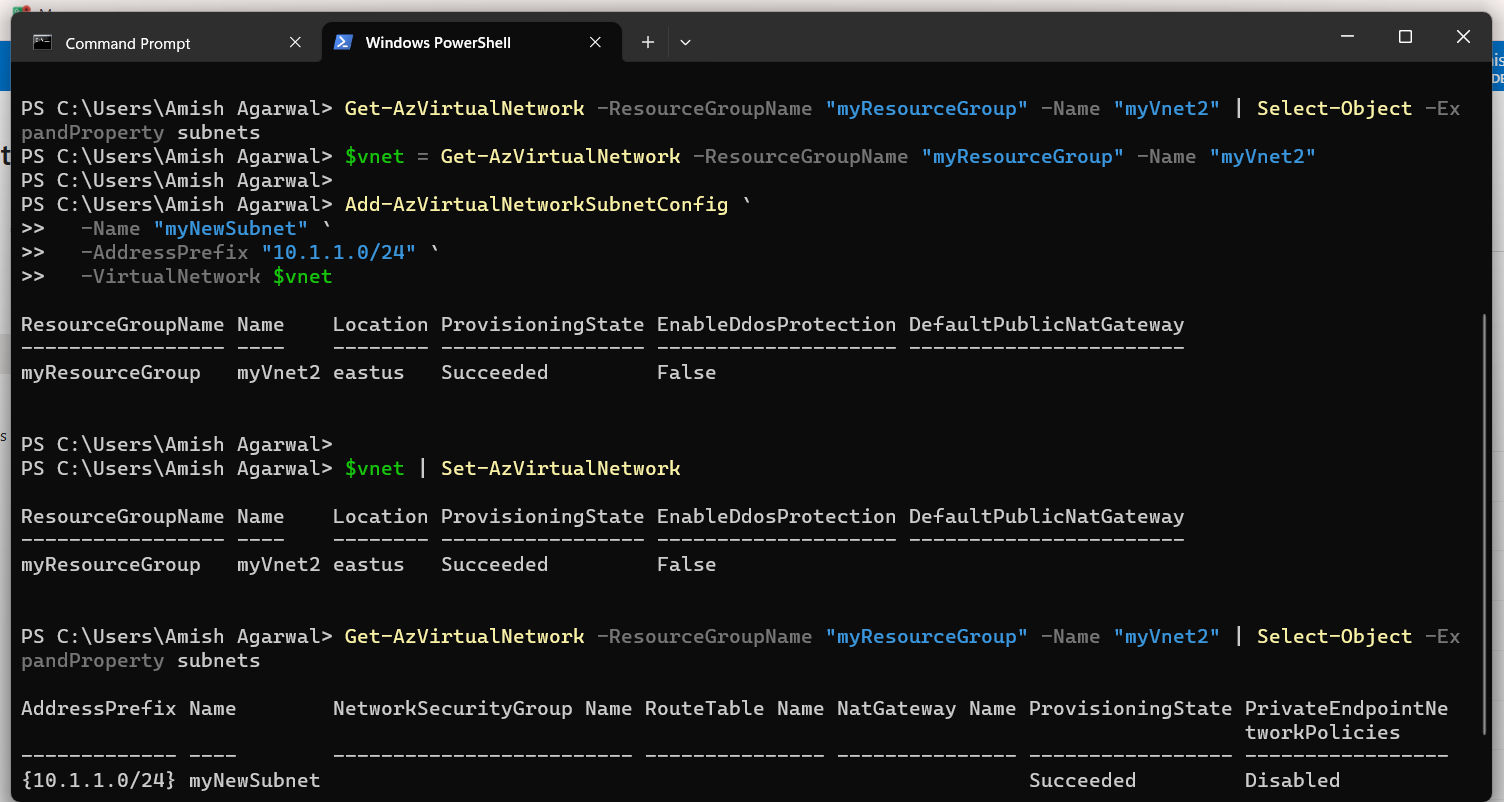 Command Prompt
Windows PowerShell
PS C:\Users\Amish Agarwal> Get-AzVirtualNetwork -ResourceGroupName "myResourceGroup" -Name "myVnet2" | Select-Object -Ex
pandProperty subnets
PS C:\Users\Amish Agarwal> $vnet = Get-AzVirtualNetwork -ResourceGroupName "myResourceGroup" -Name "myVnet2"
PS C:\Users\Amish Agarwal>
PS C:\Users\Amish Agarwal> Add-AzVirtualNetworkSubnetConfig `
>>   -Name "myNewSubnet" `
>>   -AddressPrefix "10.1.1.0/24" `
>>   -VirtualNetwork $vnet
ResourceGroupName Name    Location ProvisioningState EnableDdosProtection DefaultPublicNatGateway
----------------- ----    -------- ----------------- -------------------- -----------------------
myResourceGroup   myVnet2 eastus   Succeeded         False
PS C:\Users\Amish Agarwal>
PS C:\Users\Amish Agarwal> $vnet | Set-AzVirtualNetwork
ResourceGroupName Name    Location ProvisioningState EnableDdosProtection DefaultPublicNatGateway
----------------- ----    -------- ----------------- -------------------- -----------------------
myResourceGroup   myVnet2 eastus   Succeeded         False
PS C:\Users\Amish Agarwal> Get-AzVirtualNetwork -ResourceGroupName "myResourceGroup" -Name "myVnet2" | Select-Object -Ex
pandProperty subnets
AddressPrefix Name        NetworkSecurityGroup Name RouteTable Name NatGateway Name ProvisioningState PrivateEndpointNe
tworkPolicies
------------- ----        ------------------------- --------------- --------------- ----------------- -----------------
{10.1.1.0/24} myNewSubnet                                                           Succeeded         Disabled